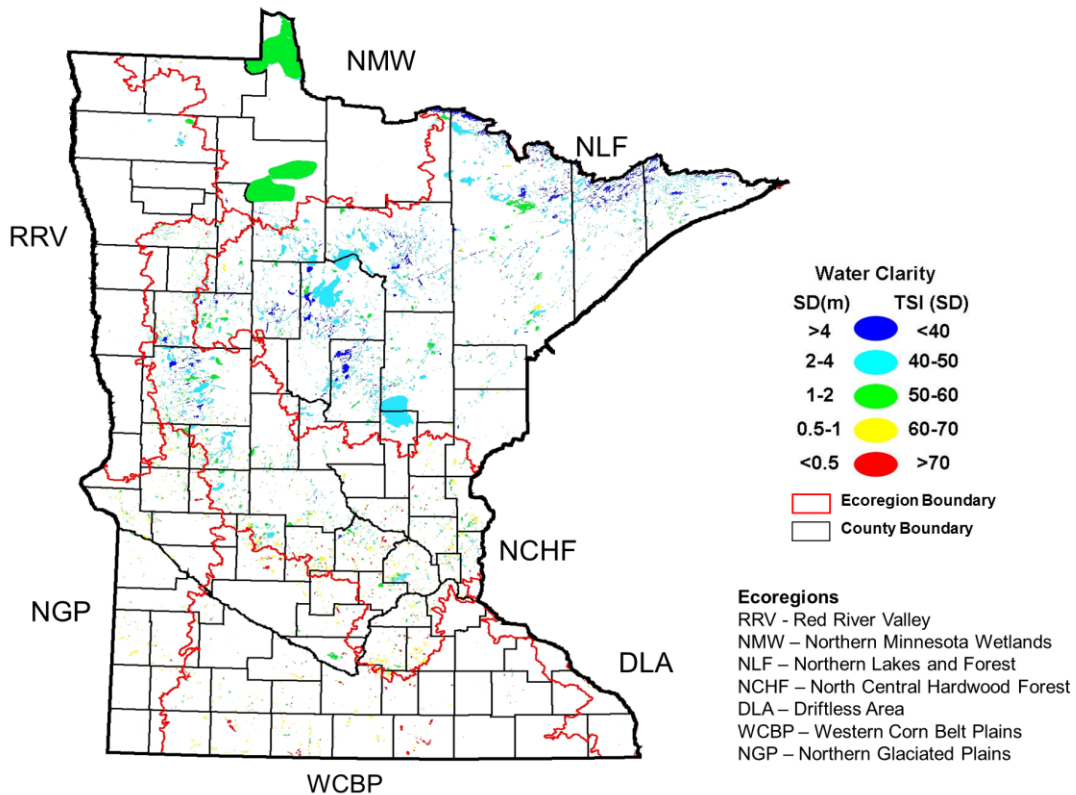 NMW
NLF
RRV
Water Clarity
SD(m) TSI (SD)
>4 <40
2-4 40-50
1-2 50-60
0.5-1 60-70
<0.5 >70
Ecoregion Boundary
County Boundary
NCHF
NGP
DLA
WCBP
Ecoregions
RRV - Red River Valley
NMW – Northern Minnesota Wetlands
NLF – Northern Lakes and Forest
NCHF – North Central Hardwood Forest
DLA – Driftless Area
WCBP – Western Corn Belt Plains
NGP – Northern Glaciated Plains